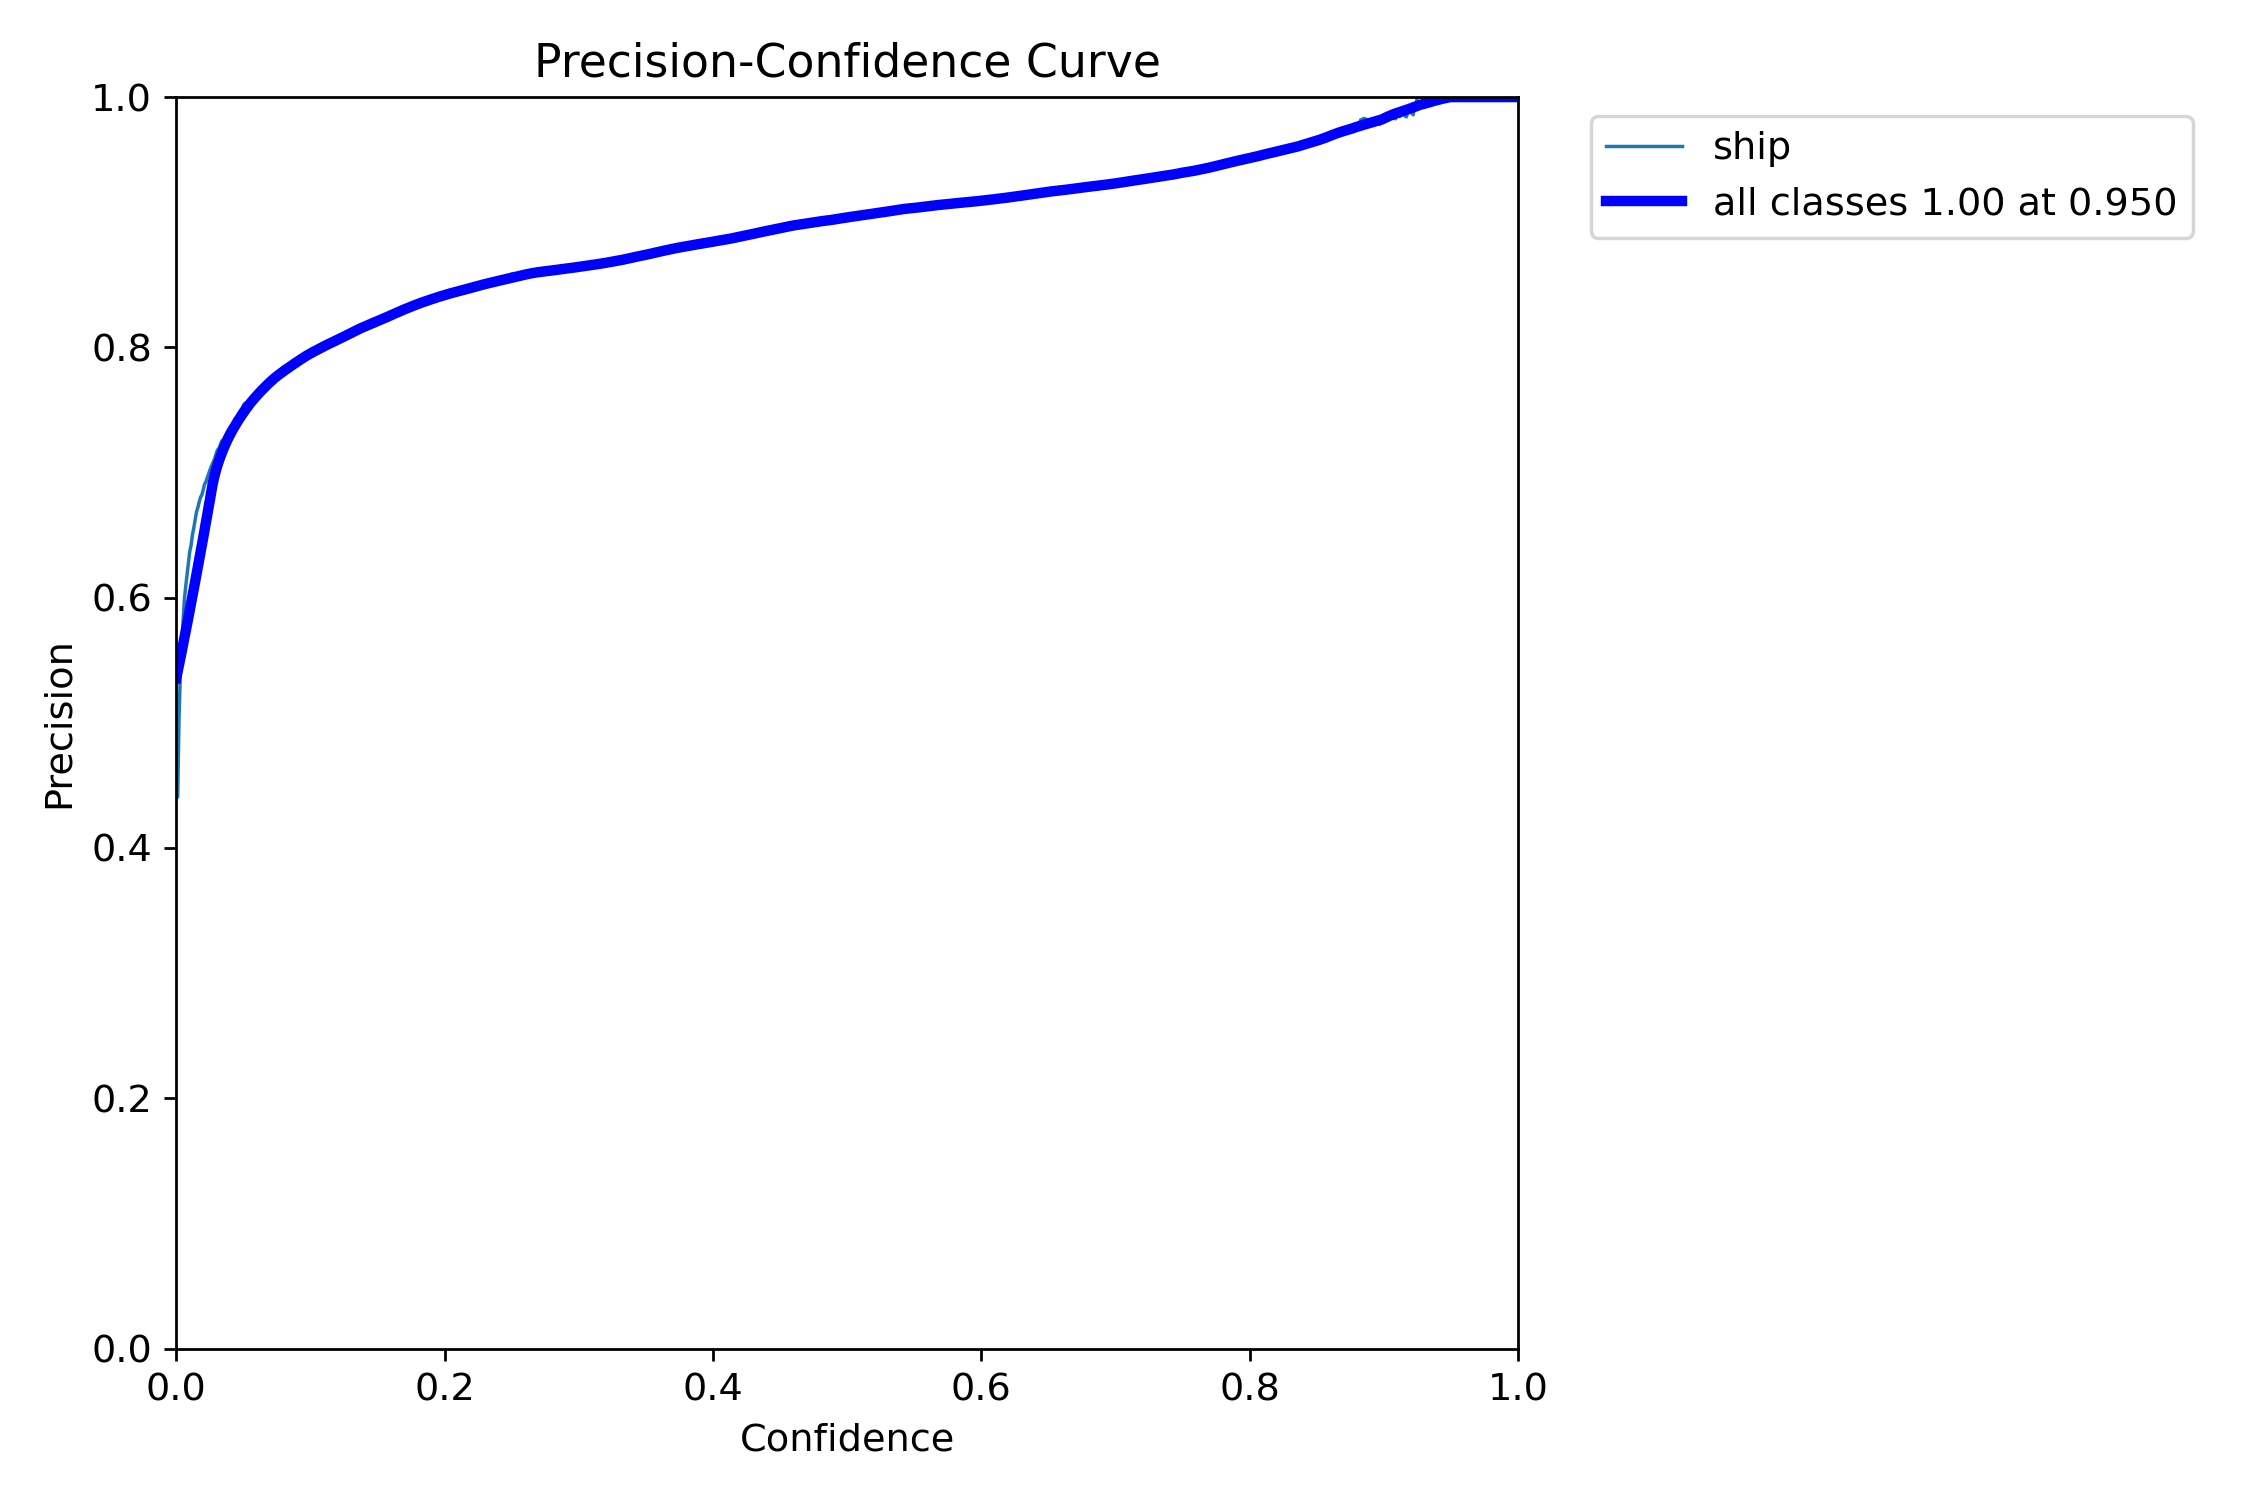 Precision-Confidence Curve
1.0
0.8
0.6
0.4
0.2
0.0
Precision
0.0 0.2 0.4 0.6 0.8 1.0
Confidence
ship
all classes 1.00 at 0.950